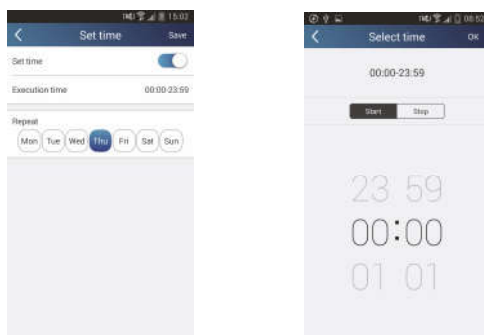 15:02
Set time
Save
Set time
Execution time
00:00-23:59
Repeat
Mon Tue Wed Thu Fri Sat Sun
08:52
Select time
OK
00:00-23:59
Start Stop
23 59
00:00
01 01